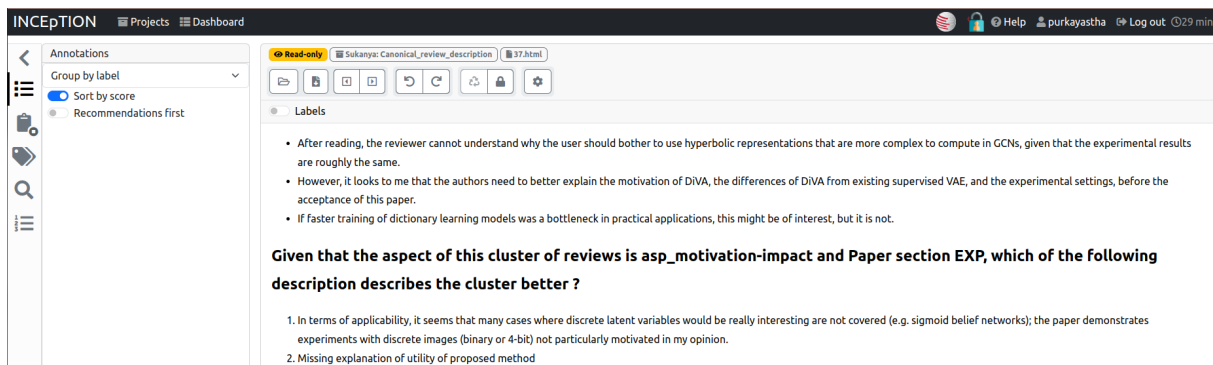 INCEpTION Projects Dashboard Help purkayastha Log out 29 min
Annotations
Group by label
Sort by score
Recommendations first
Read-only Sukanya: Canonical_review_description 37.html
Labels
• After reading, the reviewer cannot understand why the user should bother to use hyperbolic representations that are more complex to compute in GCNs, given that the experimental results
are roughly the same.
• However, it looks to me that the authors need to better explain the motivation of DiVA, the differences of DiVA from existing supervised VAE, and the experimental settings, before the
acceptance of this paper.
• If faster training of dictionary learning models was a bottleneck in practical applications, this might be of interest, but it is not.
Given that the aspect of this cluster of reviews is asp_motivation-impact and Paper section EXP, which of the following
description describes the cluster better ?
1. In terms of applicability, it seems that many cases where discrete latent variables would be really interesting are not covered (e.g. sigmoid belief networks); the paper demonstrates
experiments with discrete images (binary or 4-bit) not particularly motivated in my opinion.
2. Missing explanation of utility of proposed method